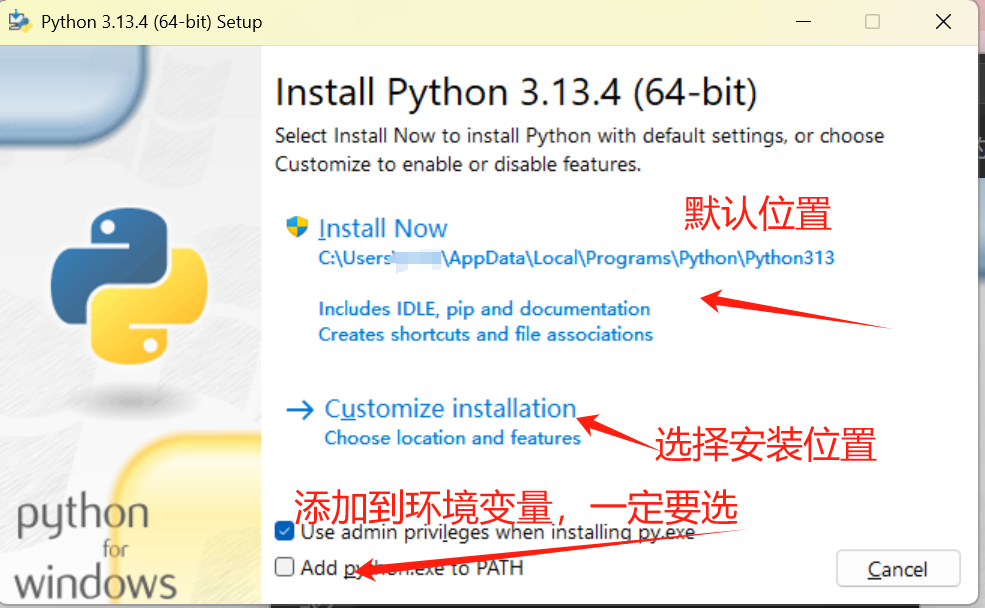 Python 3.13.4 (64-bit) Setup
Install Python 3.13.4 (64-bit)
Select Install Now to install Python with default settings, or choose
Customize to enable or disable features.
默认位置
Install Now
C:\Users\AppData\Local\Programs\Python\Python313
Includes IDLE, pip and documentation
Creates shortcuts and file associations
Customize installation
Choose location and features
选择安装位置
添加到环境变量，一定要选
Use admin privileges when installing py.exe
Add python.exe to PATH
Cancel
python
for
windows